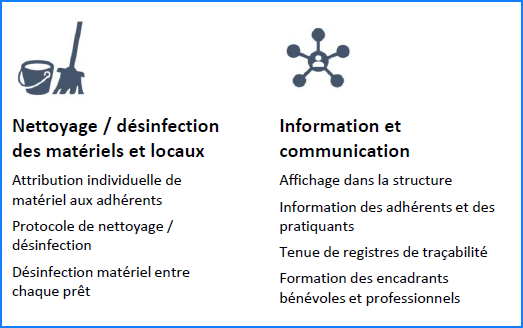 Nettoyage / désinfection
des matériels et locaux
Attribution individuelle de
matériel aux adhérents
Protocole de nettoyage /
désinfection
Désinfection matériel entre
chaque prêt
Information et
communication
Affichage dans la structure
Information des adhérents et des
pratiquants
Tenue de registres de traçabilité
Formation des encadrants
bénévoles et professionnels